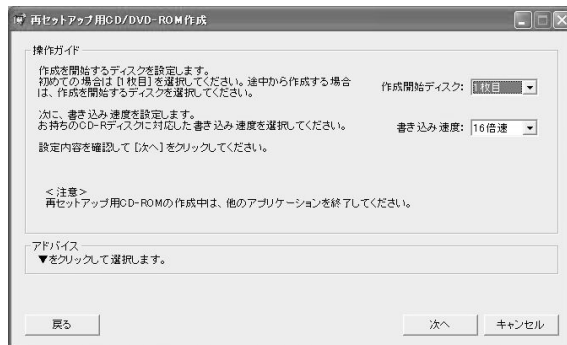 再セットアップ用CD/DVD-ROM作成
操作ガイド
作成を開始するディスクを設定します。
初めての場合は[1枚目]を選択してください。途中から作成する場合
は、作成を開始するディスクを選択してください。
作成開始ディスク: 1枚目
次に、書き込み速度を設定します。
お持ちのCD-Rディスクに対応した書き込み速度を選択してください。
書き込み速度: 16倍速
設定内容を確認して[次へ]をクリックしてください。
<注意>
再セットアップ用CD-ROMの作成中は、他のアプリケーションを終了してください。
アドバイス
▼をクリックして選択します。
戻る
次へ
キャンセル